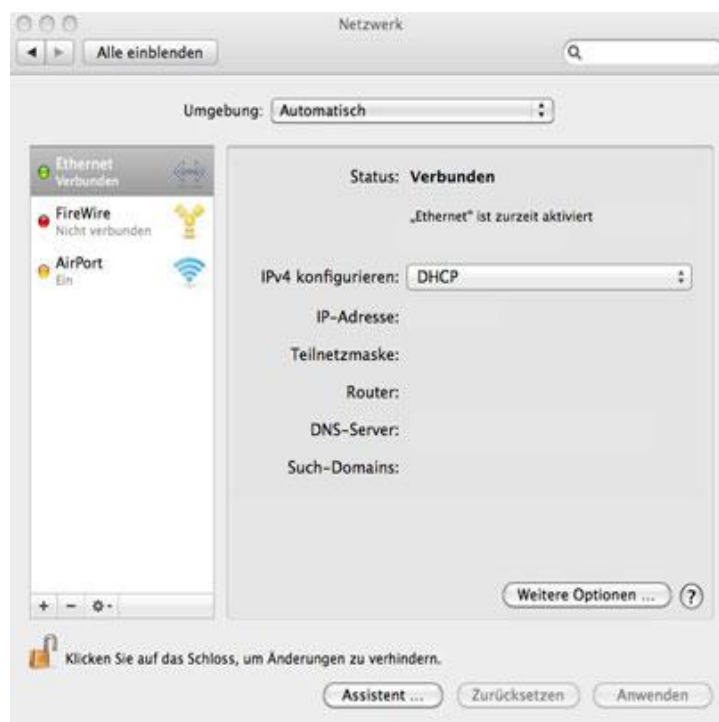 Netzwerk
Alle einblenden
Umgebung: Automatisch
Ethernet
Verbunden
FireWire
Nicht verbunden
AirPort
Ein
Status: Verbunden
„Ethernet“ ist zurzeit aktiviert
IPv4 konfigurieren: DHCP
IP-Adresse:
Teilnetzmaske:
Router:
DNS-Server:
Such-Domains:
Weitere Optionen ... ?
Klicken Sie auf das Schloss, um Änderungen zu verhindern.
Assistent ... Zurücksetzen Anwenden